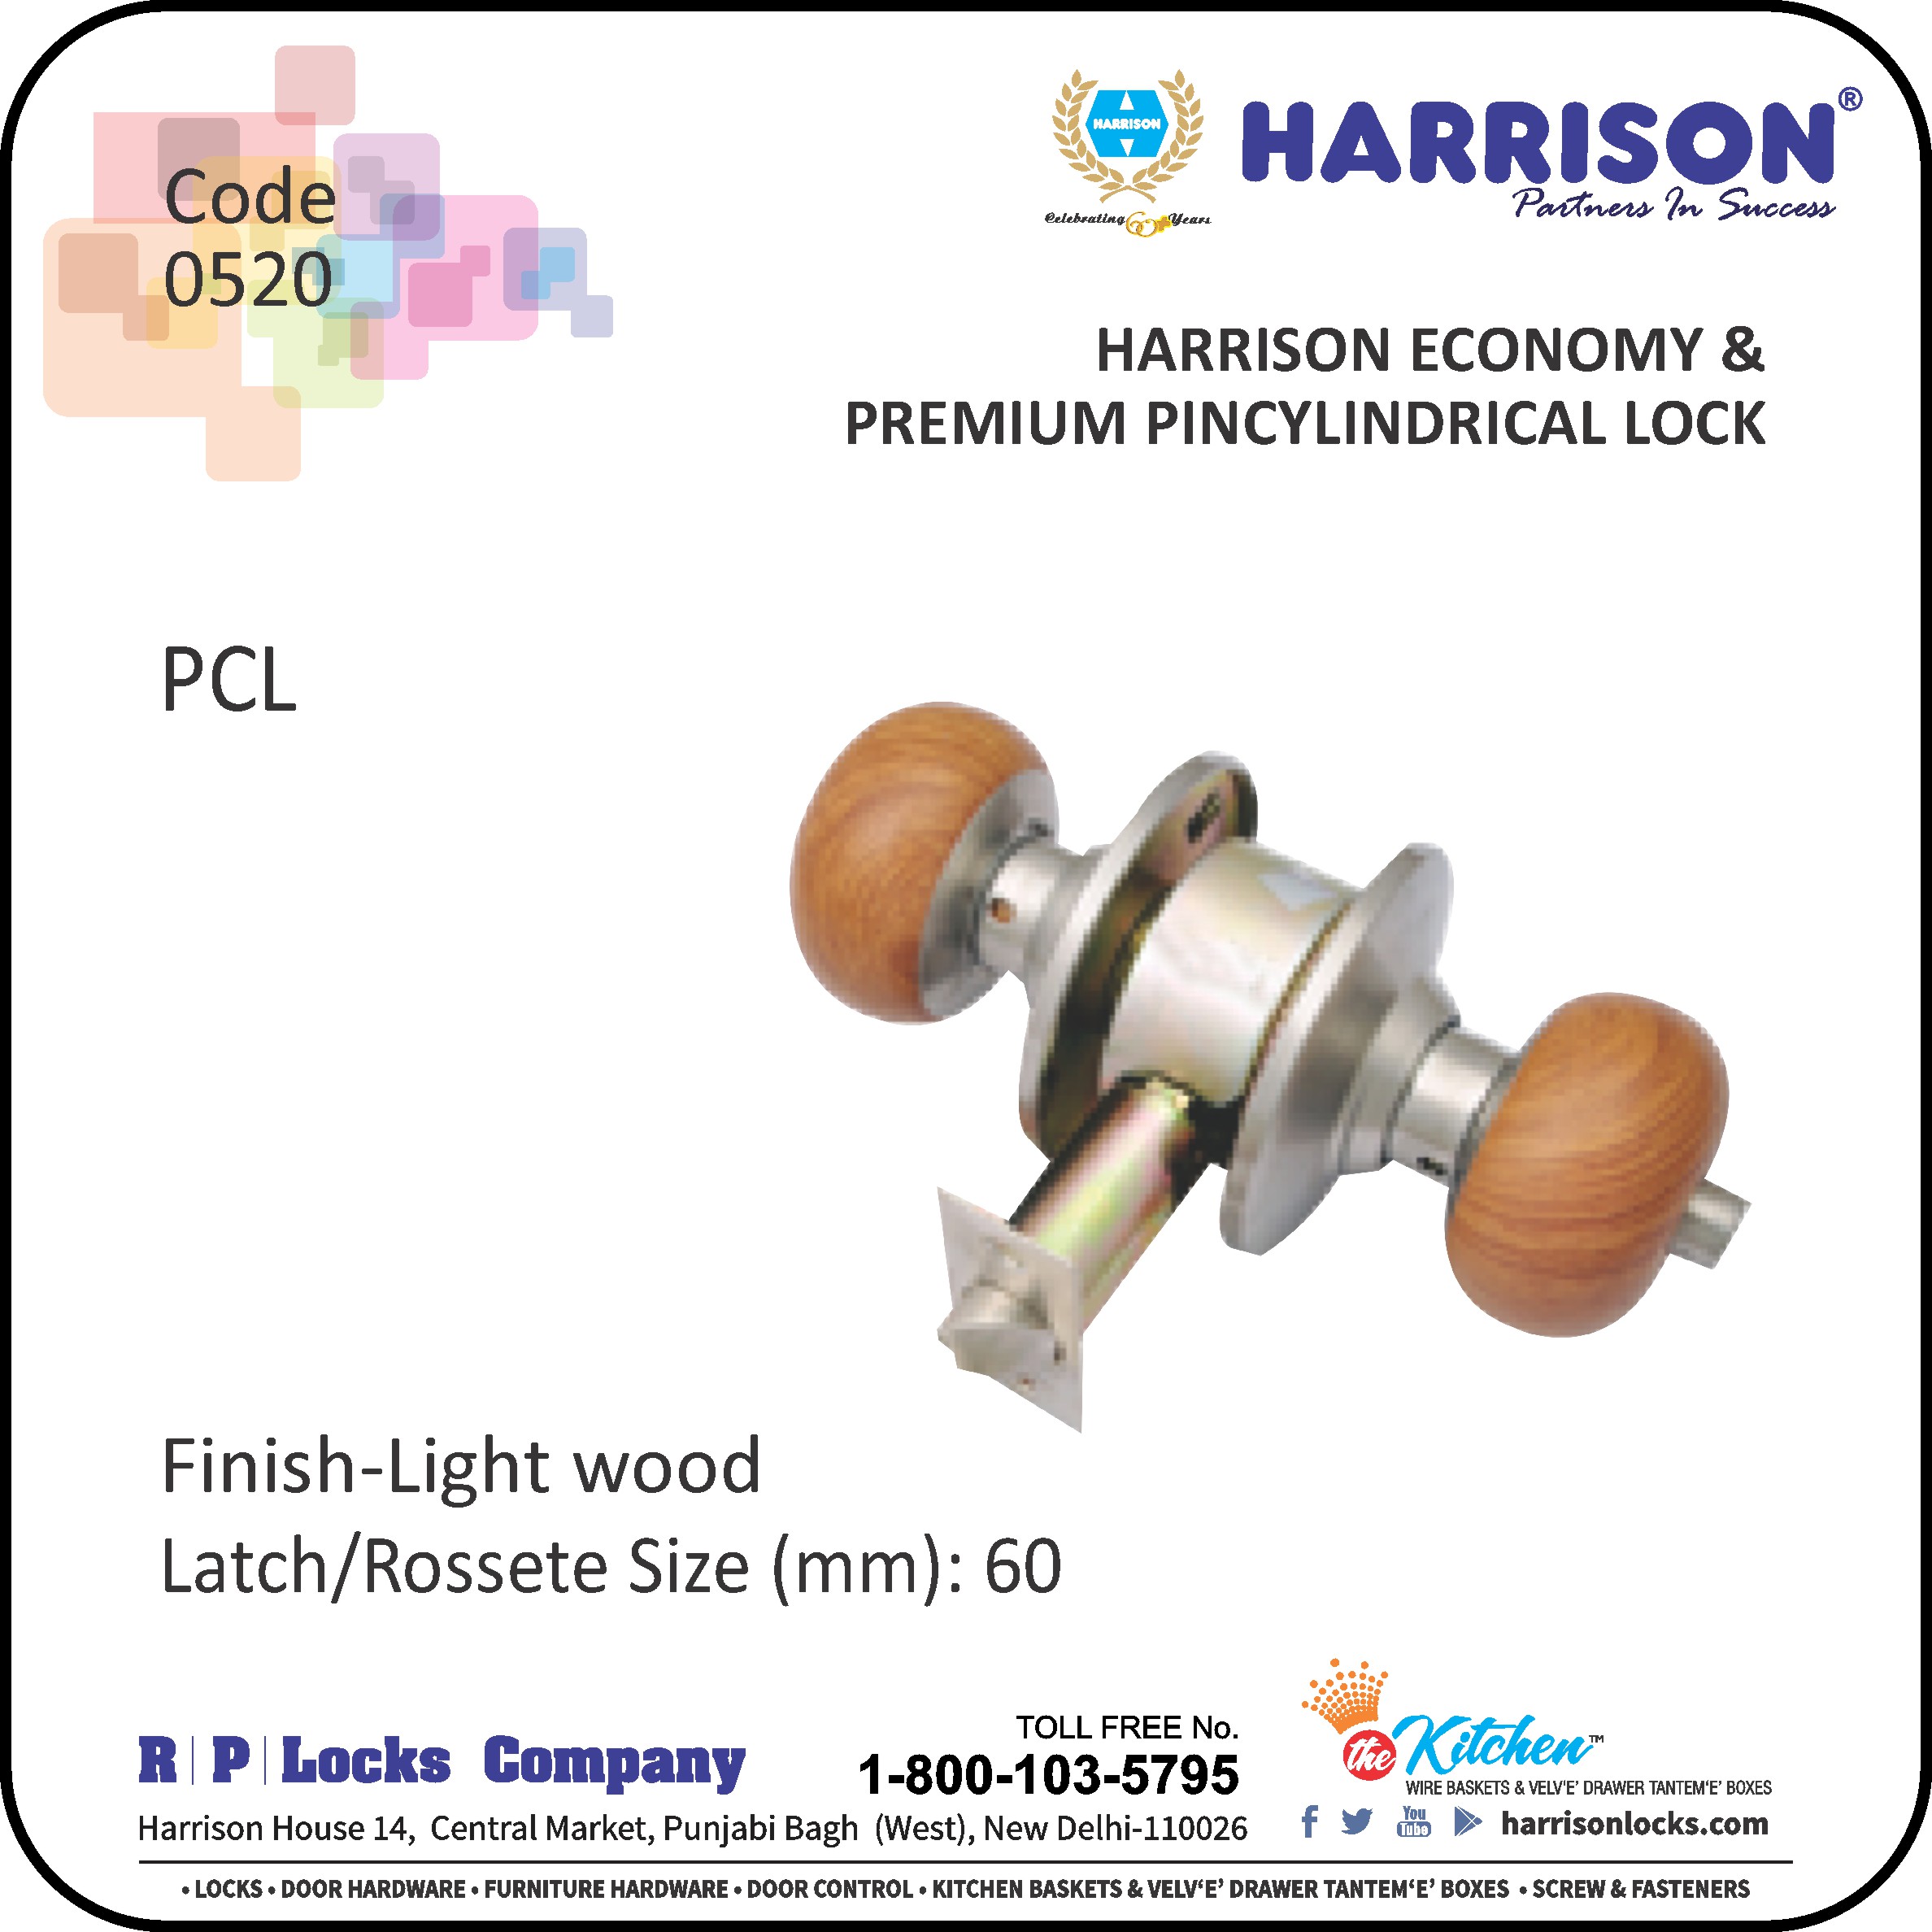 Code
0520
HARRISON
Celebrating 60+ Years
HARRISON®
Partners In Success
HARRISON ECONOMY &
PREMIUM PINCYLINDRICAL LOCK
PCL
Finish-Light wood
Latch/Rossete Size (mm): 60
R|P|Locks Company
TOLL FREE No.
1-800-103-5795
Harrison House 14, Central Market, Punjabi Bagh (West), New Delhi-110026
the Kitchen™
WIRE BASKETS & VELV'E' DRAWER TANTEM'E' BOXES
f You Tube harrisonlocks.com
• LOCKS • DOOR HARDWARE • FURNITURE HARDWARE • DOOR CONTROL • KITCHEN BASKETS & VELV‘E’ DRAWER TANTEM‘E’ BOXES • SCREW & FASTENERS